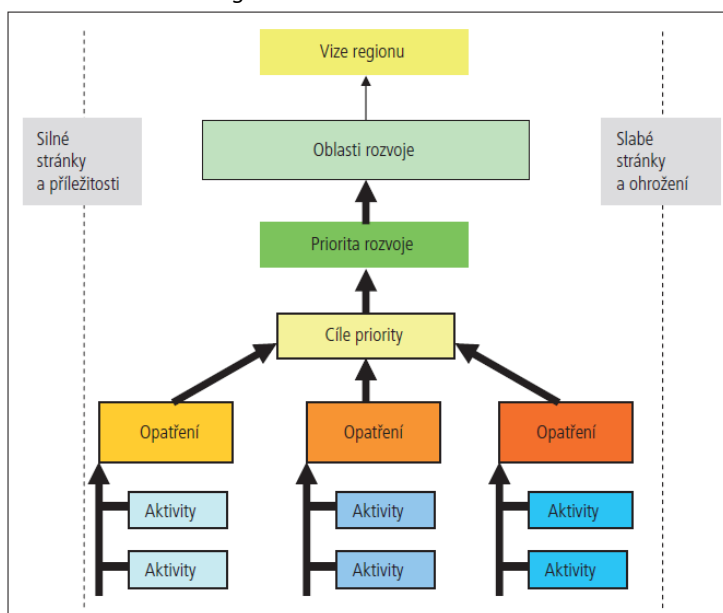 Vize regionu
Silné
stránky
a příležitosti
Oblasti rozvoje
Slabé
stránky
a ohrožení
Priorita rozvoje
Cíle priority
Opatření
Opatření
Opatření
Aktivity
Aktivity
Aktivity
Aktivity
Aktivity
Aktivity